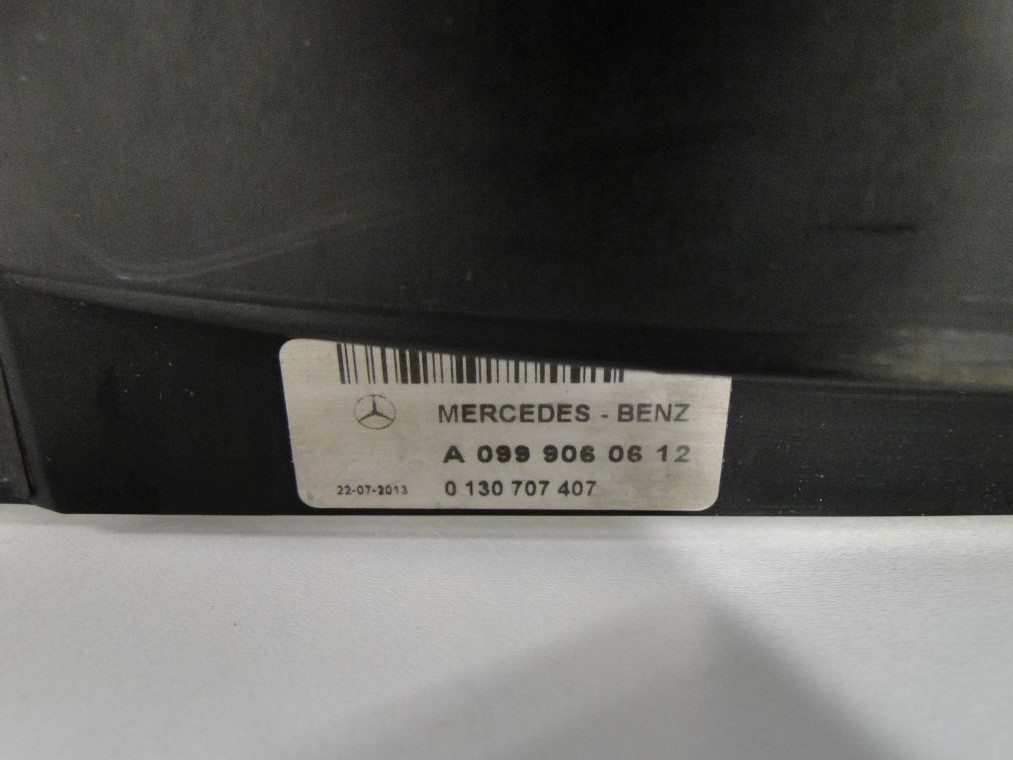 MERCEDES - BENZ
A 099 906 06 12
22-07-2013 0 130 707 407